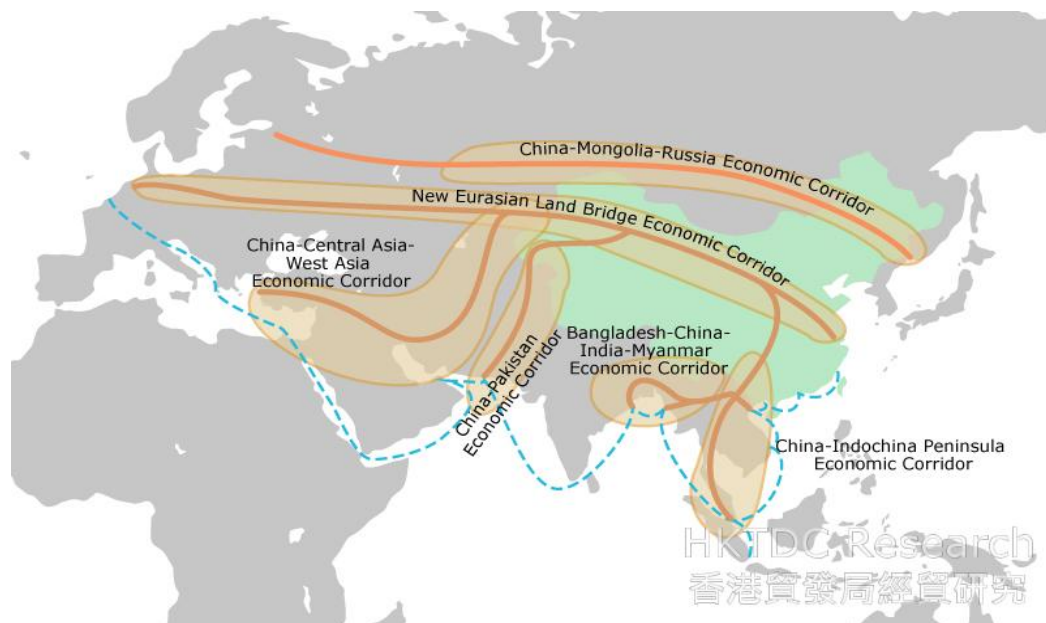 China-Mongolia-Russia Economic Corridor
New Eurasian Land Bridge Economic Corridor
China-Central Asia-
West Asia
Economic Corridor
China-Pakistan
Economic Corridor
Bangladesh-China-
India-Myanmar
Economic Corridor
China-Indochina Peninsula
Economic Corridor
HKTDC Research
香港貿發局經貿研究